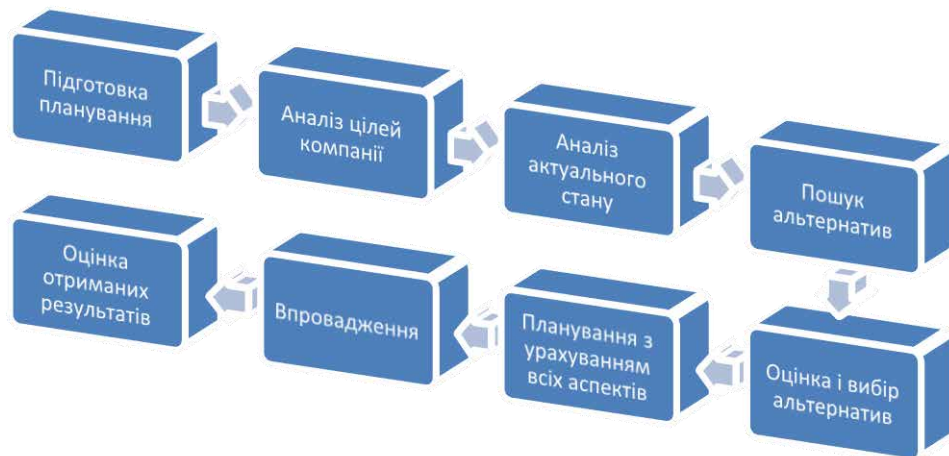 Підготовка
планування
Аналіз цілей
компанії
Аналіз
актуального
стану
Пошук
альтернатив
Оцінка і вибір
альтернатив
Планування з
урахуванням
всіх аспектів
Впровадження
Оцінка
отриманих
результатів